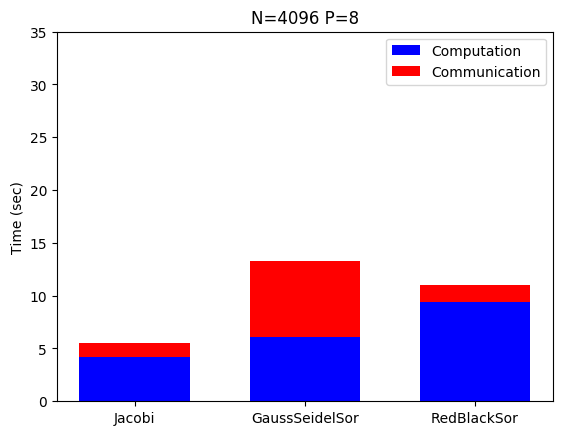 N=4096 P=8
Computation
Communication
Time (sec)
35
30
25
20
15
10
5
0
Jacobi
GaussSeidelSor
RedBlackSor